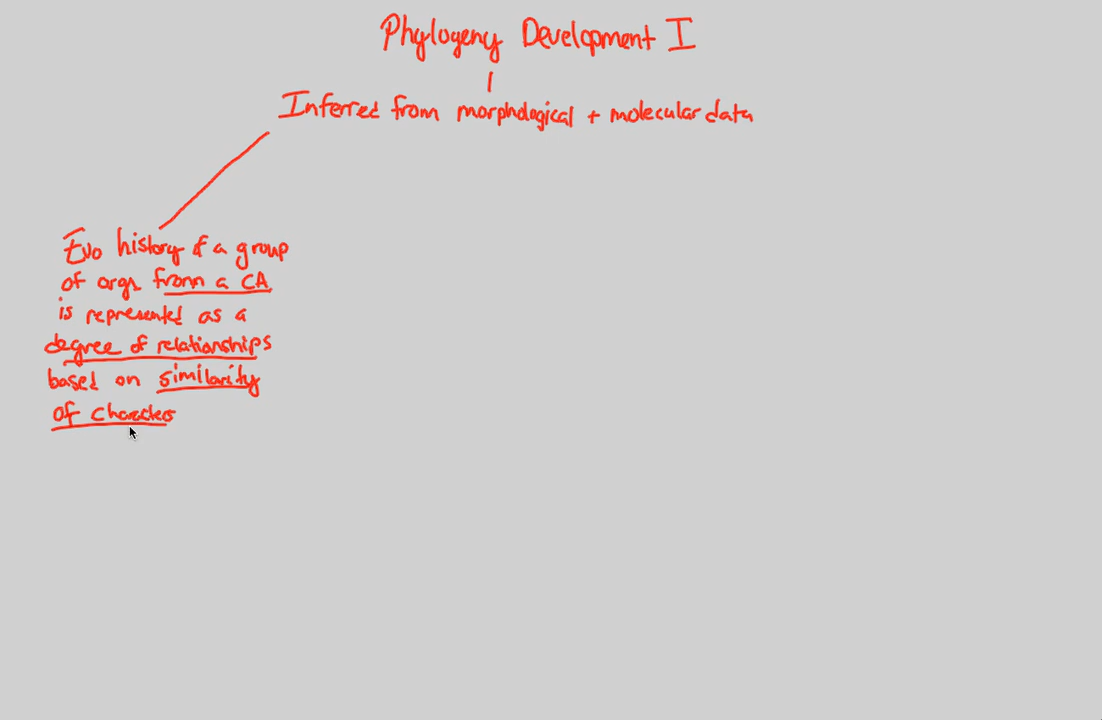 Phylogeny Development I
Inferred from morphological + molecular data
Evo history of a group
of orgs from a CA
is represented as a
degree of relationships
based on similarity
of